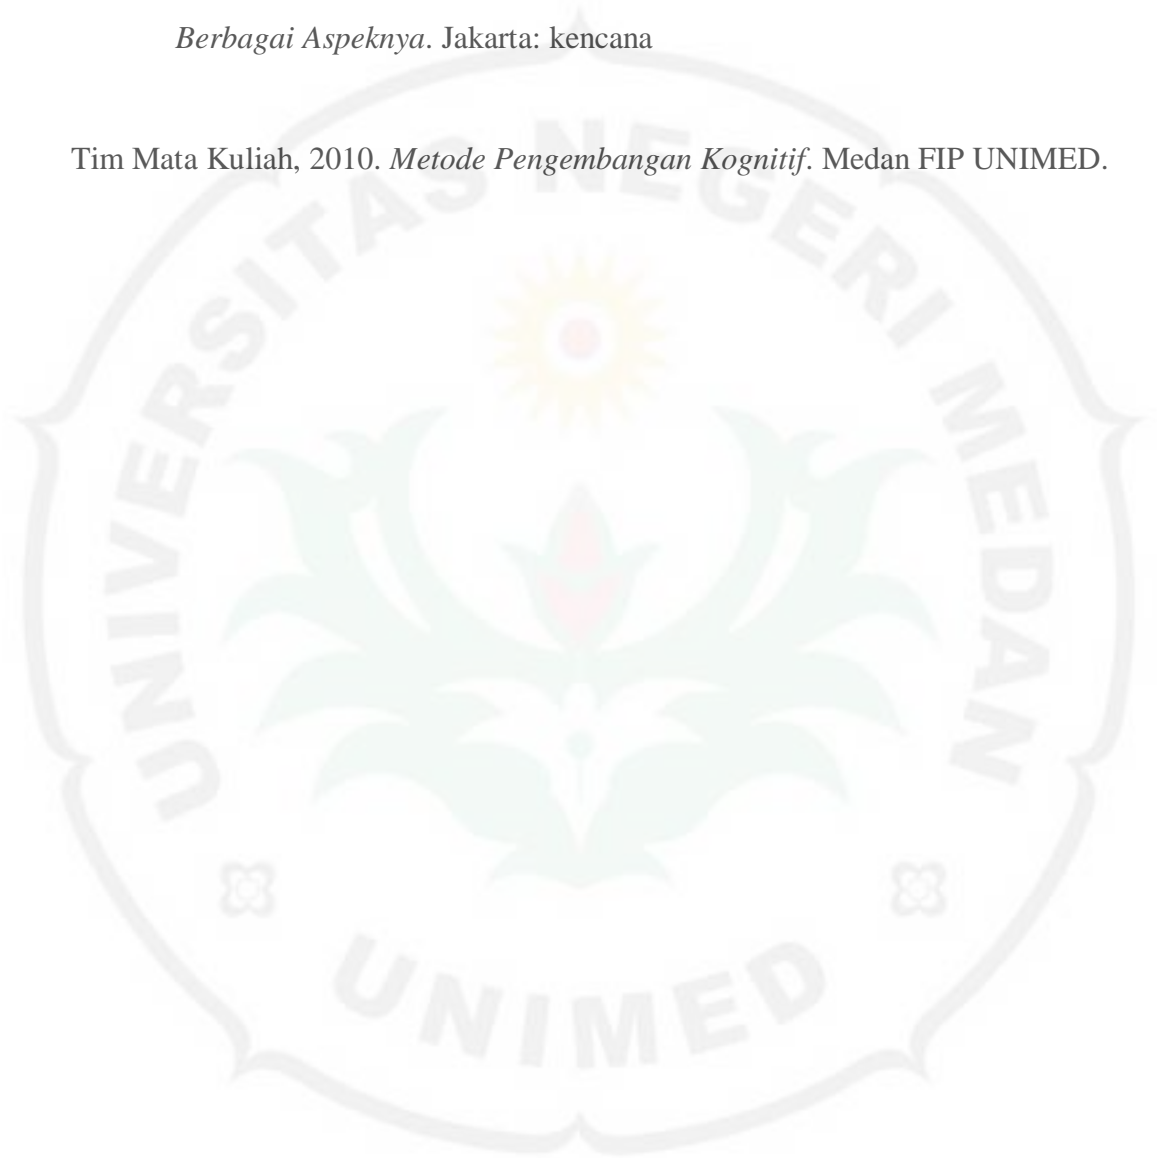 Berbagai Aspeknya. Jakarta: kencana
Tim Mata Kuliah, 2010. Metode Pengembangan Kognitif. Medan FIP UNIMED.
UNIVERSITAS NEGERI MEDAN
UNIMED